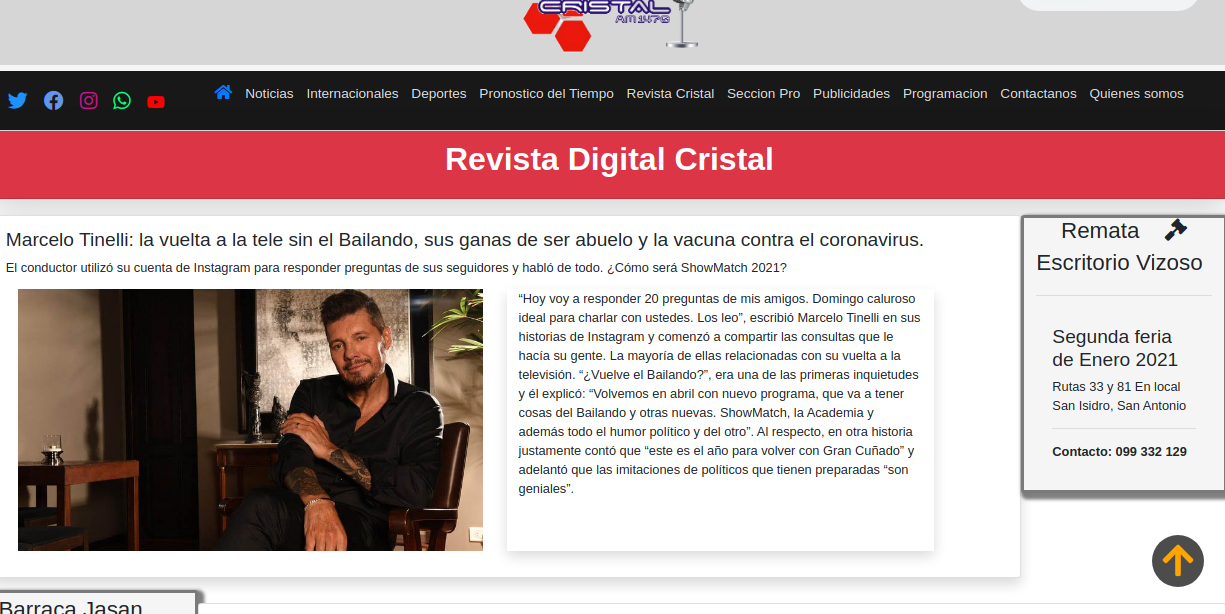 CRISTAL
AM 1470
Noticias Internacionales Deportes Pronostico del Tiempo Revista Cristal Seccion Pro Publicidades Programacion Contactanos Quienes somos
Revista Digital Cristal
Marcelo Tinelli: la vuelta a la tele sin el Bailando, sus ganas de ser abuelo y la vacuna contra el coronavirus.
El conductor utilizó su cuenta de Instagram para responder preguntas de sus seguidores y habló de todo. ¿Cómo será ShowMatch 2021?
“Hoy voy a responder 20 preguntas de mis amigos. Domingo caluroso
ideal para charlar con ustedes. Los leo”, escribió Marcelo Tinelli en sus
historias de Instagram y comenzó a compartir las consultas que le
hacía su gente. La mayoría de ellas relacionadas con su vuelta a la
televisión. “¿Vuelve el Bailando?”, era una de las primeras inquietudes
y él explicó: “Volvemos en abril con nuevo programa, que va a tener
cosas del Bailando y otras nuevas. ShowMatch, la Academia y
además todo el humor político y del otro”. Al respecto, en otra historia
justamente contó que “este es el año para volver con Gran Cuñado” y
adelantó que las imitaciones de políticos que tienen preparadas “son
geniales”.
Remata
Escritorio Vizoso
Segunda feria
de Enero 2021
Rutas 33 y 81 En local
San Isidro, San Antonio
Contacto: 099 332 129
Barraca Jasan